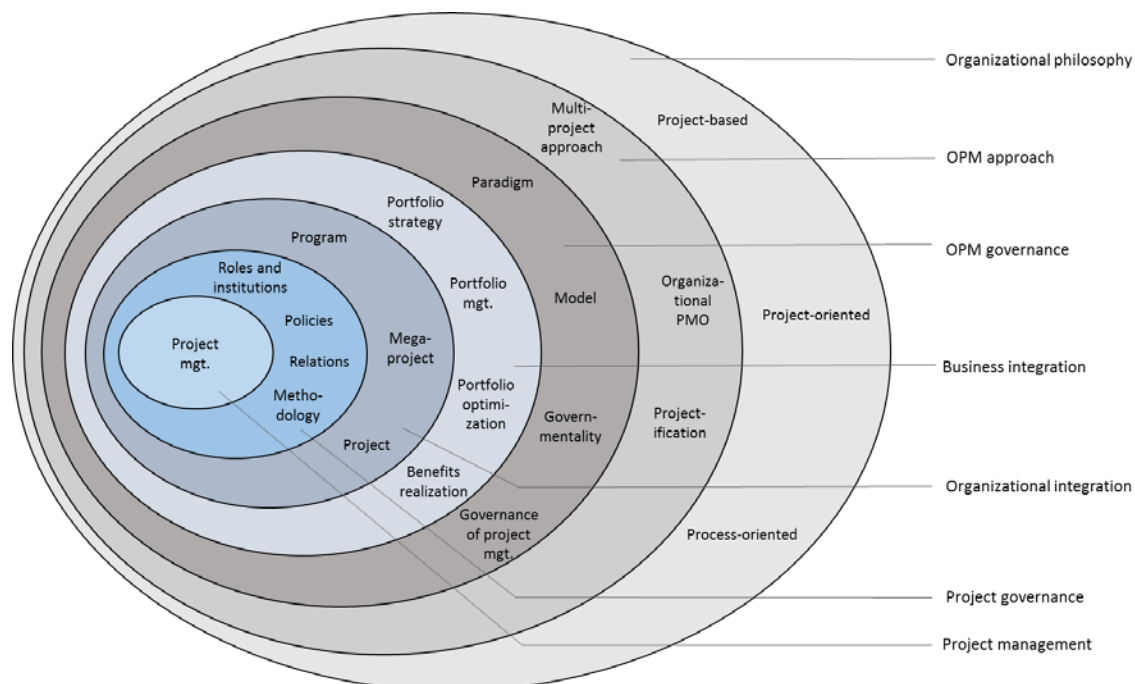 Organizational philosophy
Multi-
project
approach
Project-based
OPM approach
Paradigm
Portfolio
strategy
Program
OPM governance
Roles and
institutions
Portfolio
mgt.
Organiza-
tional
PMO
Model
Policies
Project-oriented
Project
mgt.
Mega-
project
Relations
Business integration
Metho-
dology
Portfolio
optimi-
zation
Govern-
mentality
Project-
ification
Project
Benefits
realization
Organizational integration
Governance
of project
mgt.
Process-oriented
Project governance
Project management